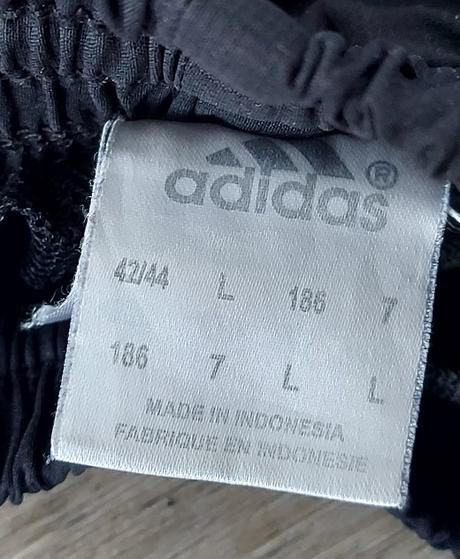 adidas®
42/44 L 186 7
186 7 L L
MADE IN INDONESIA
FABRIQUE EN INDONESIE